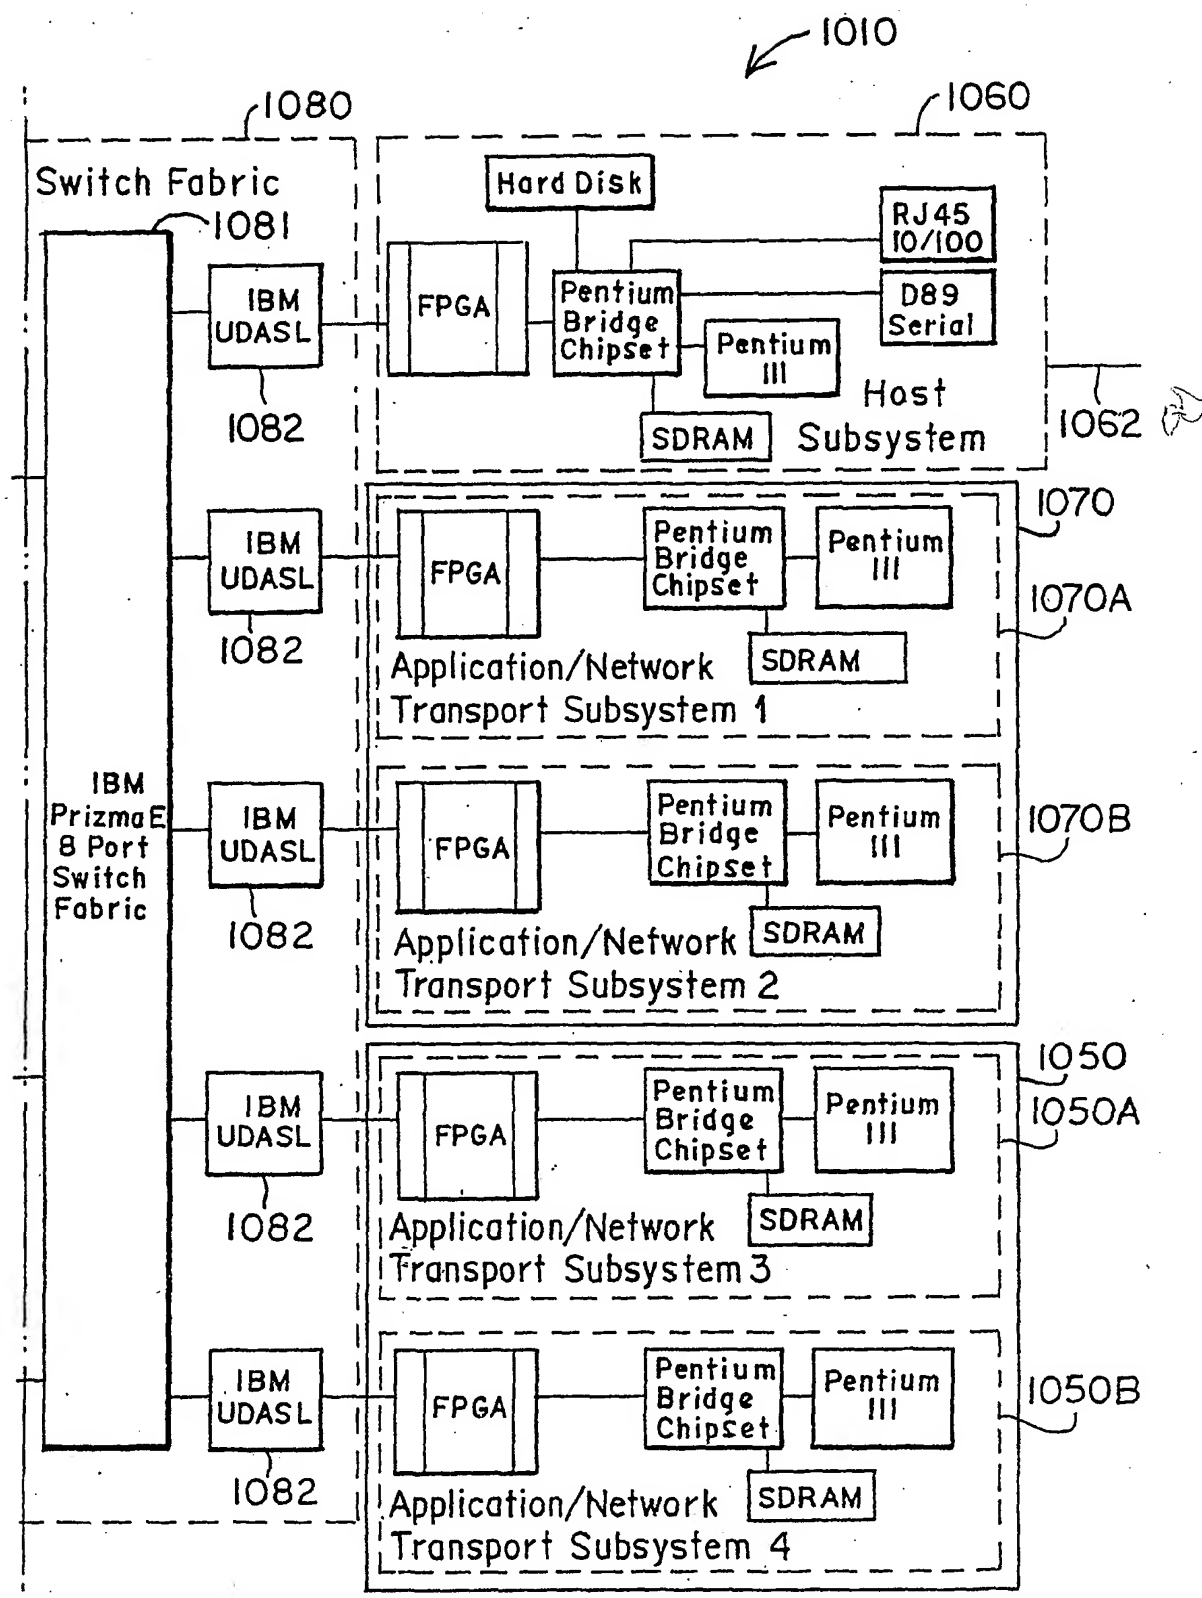 1010
1080
1060
Switch Fabric
1081
Hard Disk
RJ45
10/100
IBM
UDASL
FPGA
Pentium
Bridge
Chipset
D89
Serial
Pentium
III
1082
SDRAM
Host
Subsystem
1062
1070
IBM
UDASL
FPGA
Pentium
Bridge
Chipset
Pentium
III
1070A
1082
SDRAM
Application/Network
Transport Subsystem 1
IBM
PrizmaE
8 Port
Switch
Fabric
IBM
UDASL
FPGA
Pentium
Bridge
Chipset
Pentium
III
1070B
1082
SDRAM
Application/Network
Transport Subsystem 2
1050
IBM
UDASL
FPGA
Pentium
Bridge
Chipset
Pentium
III
1050A
1082
SDRAM
Application/Network
Transport Subsystem 3
IBM
UDASL
FPGA
Pentium
Bridge
Chipset
Pentium
III
1050B
1082
SDRAM
Application/Network
Transport Subsystem 4